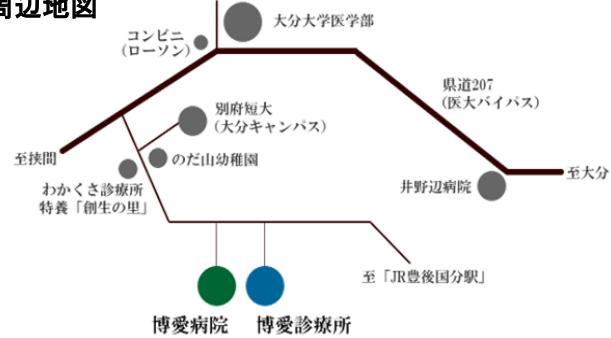 周辺地図
コンビニ
（ローソン）
大分大学医学部
県道207
（医大バイパス）
別府短大
（大分キャンパス）
のだ山幼稚園
至挾間
わかくさ診療所
特養「創生の里」
井野辺病院
至大分
至「JR豊後国分駅」
博愛病院
博愛診療所